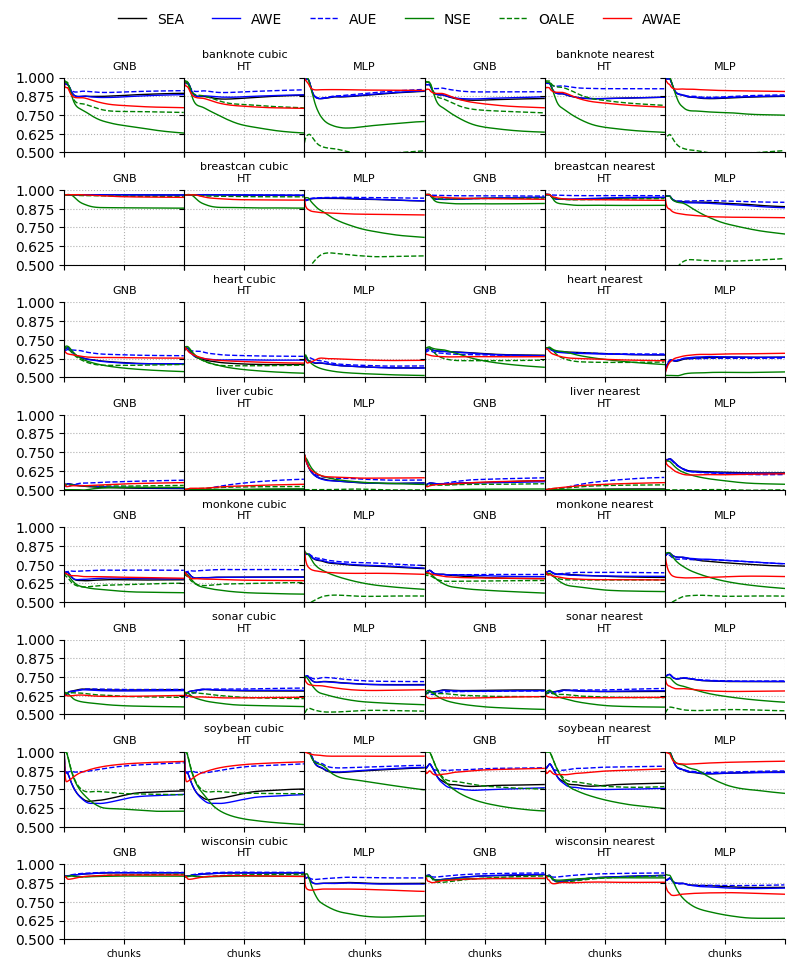 SEA AWE AUE NSE OALE AWAE
banknote cubic banknote nearest
GNB HT MLP GNB HT MLP
1.000
0.875
0.750
0.625
0.500
breastcan cubic breastcan nearest
GNB HT MLP GNB HT MLP
1.000
0.875
0.750
0.625
0.500
heart cubic heart nearest
GNB HT MLP GNB HT MLP
1.000
0.875
0.750
0.625
0.500
liver cubic liver nearest
GNB HT MLP GNB HT MLP
1.000
0.875
0.750
0.625
0.500
monkone cubic monkone nearest
GNB HT MLP GNB HT MLP
1.000
0.875
0.750
0.625
0.500
sonar cubic sonar nearest
GNB HT MLP GNB HT MLP
1.000
0.875
0.750
0.625
0.500
soybean cubic soybean nearest
GNB HT MLP GNB HT MLP
1.000
0.875
0.750
0.625
0.500
wisconsin cubic wisconsin nearest
GNB HT MLP GNB HT MLP
1.000
0.875
0.750
0.625
0.500
chunks chunks chunks chunks chunks chunks